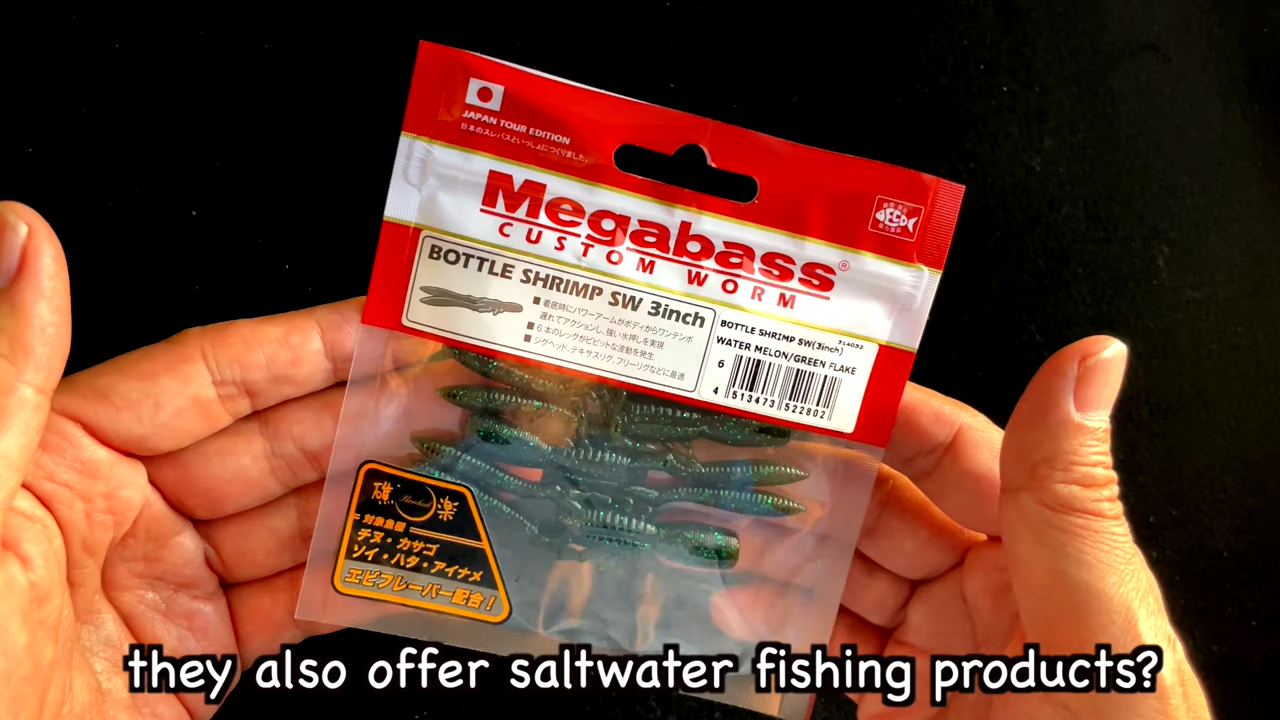 JAPAN TOUR EDITION
日本のスレバスといっしょにつくりました。
Megabass®
CUSTOM WORM
ECO
BOTTLE SHRIMP SW 3inch
■ 着底時にパワーアームがボディからワンテンポ
遅れてアクションし、強い水押しを実現
■ 6本のレッグがビビットな波動を発生
■ ジグヘッド、テキサスリグ、フリーリグなどに最適
BOTTLE SHRIMP SW(3inch) 314032
WATER MELON/GREEN FLAKE
6
4 513473 522802
礁 楽
対象魚種
チヌ・カサゴ
ソイ・ハタ・アイナメ
エビフレーバー配合!
they also offer saltwater fishing products?